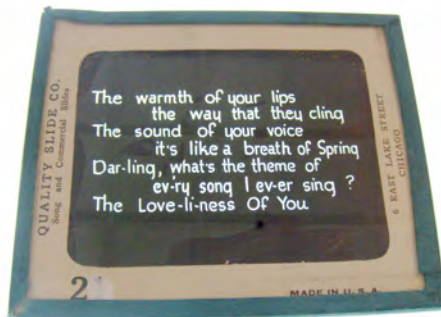 QUALITY SLIDE CO.
Song and Commercial Slides
The warmth of your lips
the way that they cling
The sound of your voice
it's like a breath of Spring
Dar-ling, what's the theme of
ev-ry song I ev-er sing ?
The Love-li-ness Of You
6 EAST LAKE STREET
CHICAGO
2
MADE IN U. S. A.